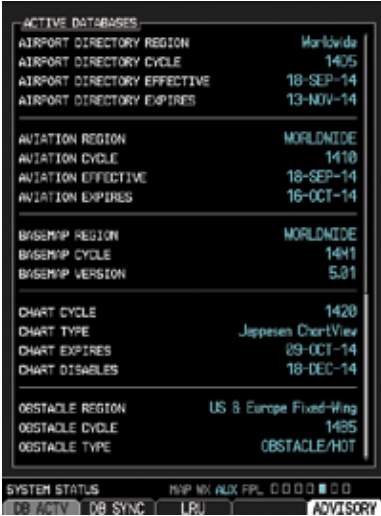 ACTIVE DATABASES
AIRPORT DIRECTORY REGION Worldwide
AIRPORT DIRECTORY CYCLE 14D5
AIRPORT DIRECTORY EFFECTIVE 18-SEP-14
AIRPORT DIRECTORY EXPIRES 13-NOV-14
AVIATION REGION WORLDWIDE
AVIATION CYCLE 1410
AVIATION EFFECTIVE 18-SEP-14
AVIATION EXPIRES 16-OCT-14
BASEMAP REGION WORLDWIDE
BASEMAP CYCLE 14M1
BASEMAP VERSION 5.01
CHART CYCLE 1420
CHART TYPE Jeppesen ChartView
CHART EXPIRES 09-OCT-14
CHART DISABLES 18-DEC-14
OBSTACLE REGION US & Europe Fixed-Wing
OBSTACLE CYCLE 14B5
OBSTACLE TYPE OBSTACLE/HOT
SYSTEM STATUS MAP WX AUX FPL
DB ACTV DB SYNC LRU ADVISORY